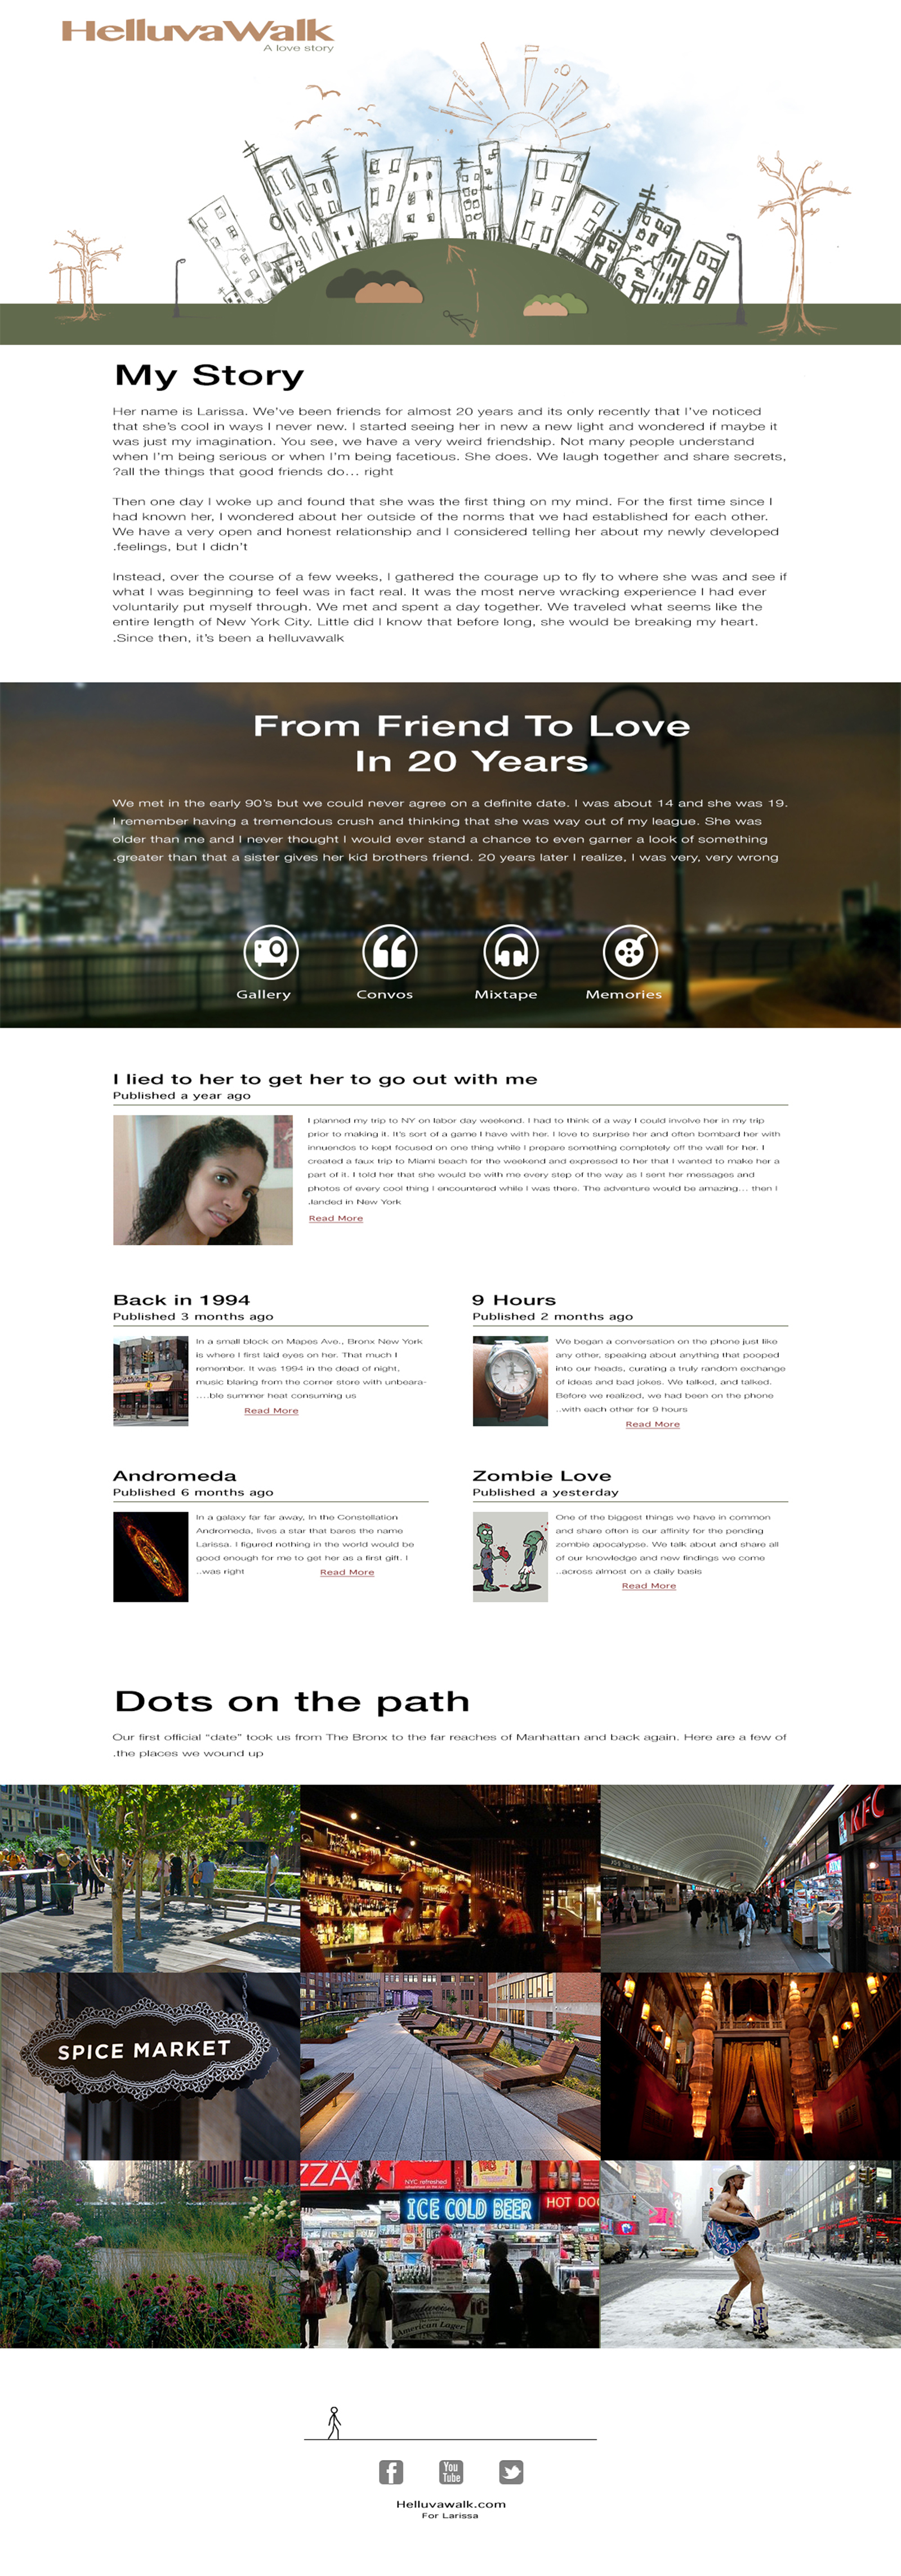 HelluvaWalk
A love story
My Story
Her name is Larissa. We've been friends for almost 20 years and its only recently that I've noticed
that she's cool in ways I never new. I started seeing her in new a new light and wondered if maybe it
was just my imagination. You see, we have a very weird friendship. Not many people understand
when I'm being serious or when I'm being facetious. She does. We laugh together and share secrets,
?all the things that good friends do... right
Then one day I woke up and found that she was the first thing on my mind. For the first time since I
had known her, I wondered about her outside of the norms that we had established for each other.
We have a very open and honest relationship and I considered telling her about my newly developed
.feelings, but I didn't
Instead, over the course of a few weeks, I gathered the courage up to fly to where she was and see if
what I was beginning to feel was in fact real. It was the most nerve wracking experience I had ever
voluntarily put myself through. We met and spent a day together. We traveled what seems like the
entire length of New York City. Little did I know that before long, she would be breaking my heart.
.Since then, it's been a helluvawalk
From Friend To Love
In 20 Years
We met in the early 90's but we could never agree on a definite date. I was about 14 and she was 19.
I remember having a tremendous crush and thinking that she was way out of my league. She was
older than me and I never thought I would ever stand a chance to even garner a look of something
.greater than that a sister gives her kid brothers friend. 20 years later I realize, I was very, very wrong
Gallery Convos Mixtape Memories
I lied to her to get her to go out with me
Published a year ago
I planned my trip to NY on labor day weekend. I had to think of a way I could involve her in my trip
prior to making it. It's sort of a game I have with her. I love to surprise her and often bombard her with
innuendos to kept focused on one thing while I prepare something completely off the wall for her. I
created a faux trip to Miami beach for the weekend and expressed to her that I wanted to make her a
part of it. I told her that she would be with me every step of the way as I sent her messages and
photos of every cool thing I encountered while I was there. The adventure would be amazing... then I
.landed in New York
Read More
Back in 1994
Published 3 months ago
In a small block on Mapes Ave., Bronx New York
is where I first laid eyes on her. That much I
remember. It was 1994 in the dead of night,
music blaring from the corner store with unbeara-
....ble summer heat consuming us
Read More
9 Hours
Published 2 months ago
We began a conversation on the phone just like
any other, speaking about anything that pooped
into our heads, curating a truly random exchange
of ideas and bad jokes. We talked, and talked.
Before we realized, we had been on the phone
..with each other for 9 hours
Read More
Andromeda
Published 6 months ago
In a galaxy far far away, In the Constellation
Andromeda, lives a star that bares the name
Larissa. I figured nothing in the world would be
good enough for me to get her as a first gift. I
..was right Read More
Zombie Love
Published a yesterday
One of the biggest things we have in common
and share often is our affinity for the pending
zombie apocalypse. We talk about and share all
of our knowledge and new findings we come
..across almost on a daily basis
Read More
Dots on the path
Our first official "date" took us from The Bronx to the far reaches of Manhattan and back again. Here are a few of
.the places we wound up
KFC
SPICE MARKET
ZZA
NYC refreshed
ICE COLD BEER
HOT DO
Budweiser
American Lager
You
Tube
Helluvawalk.com
For Larissa